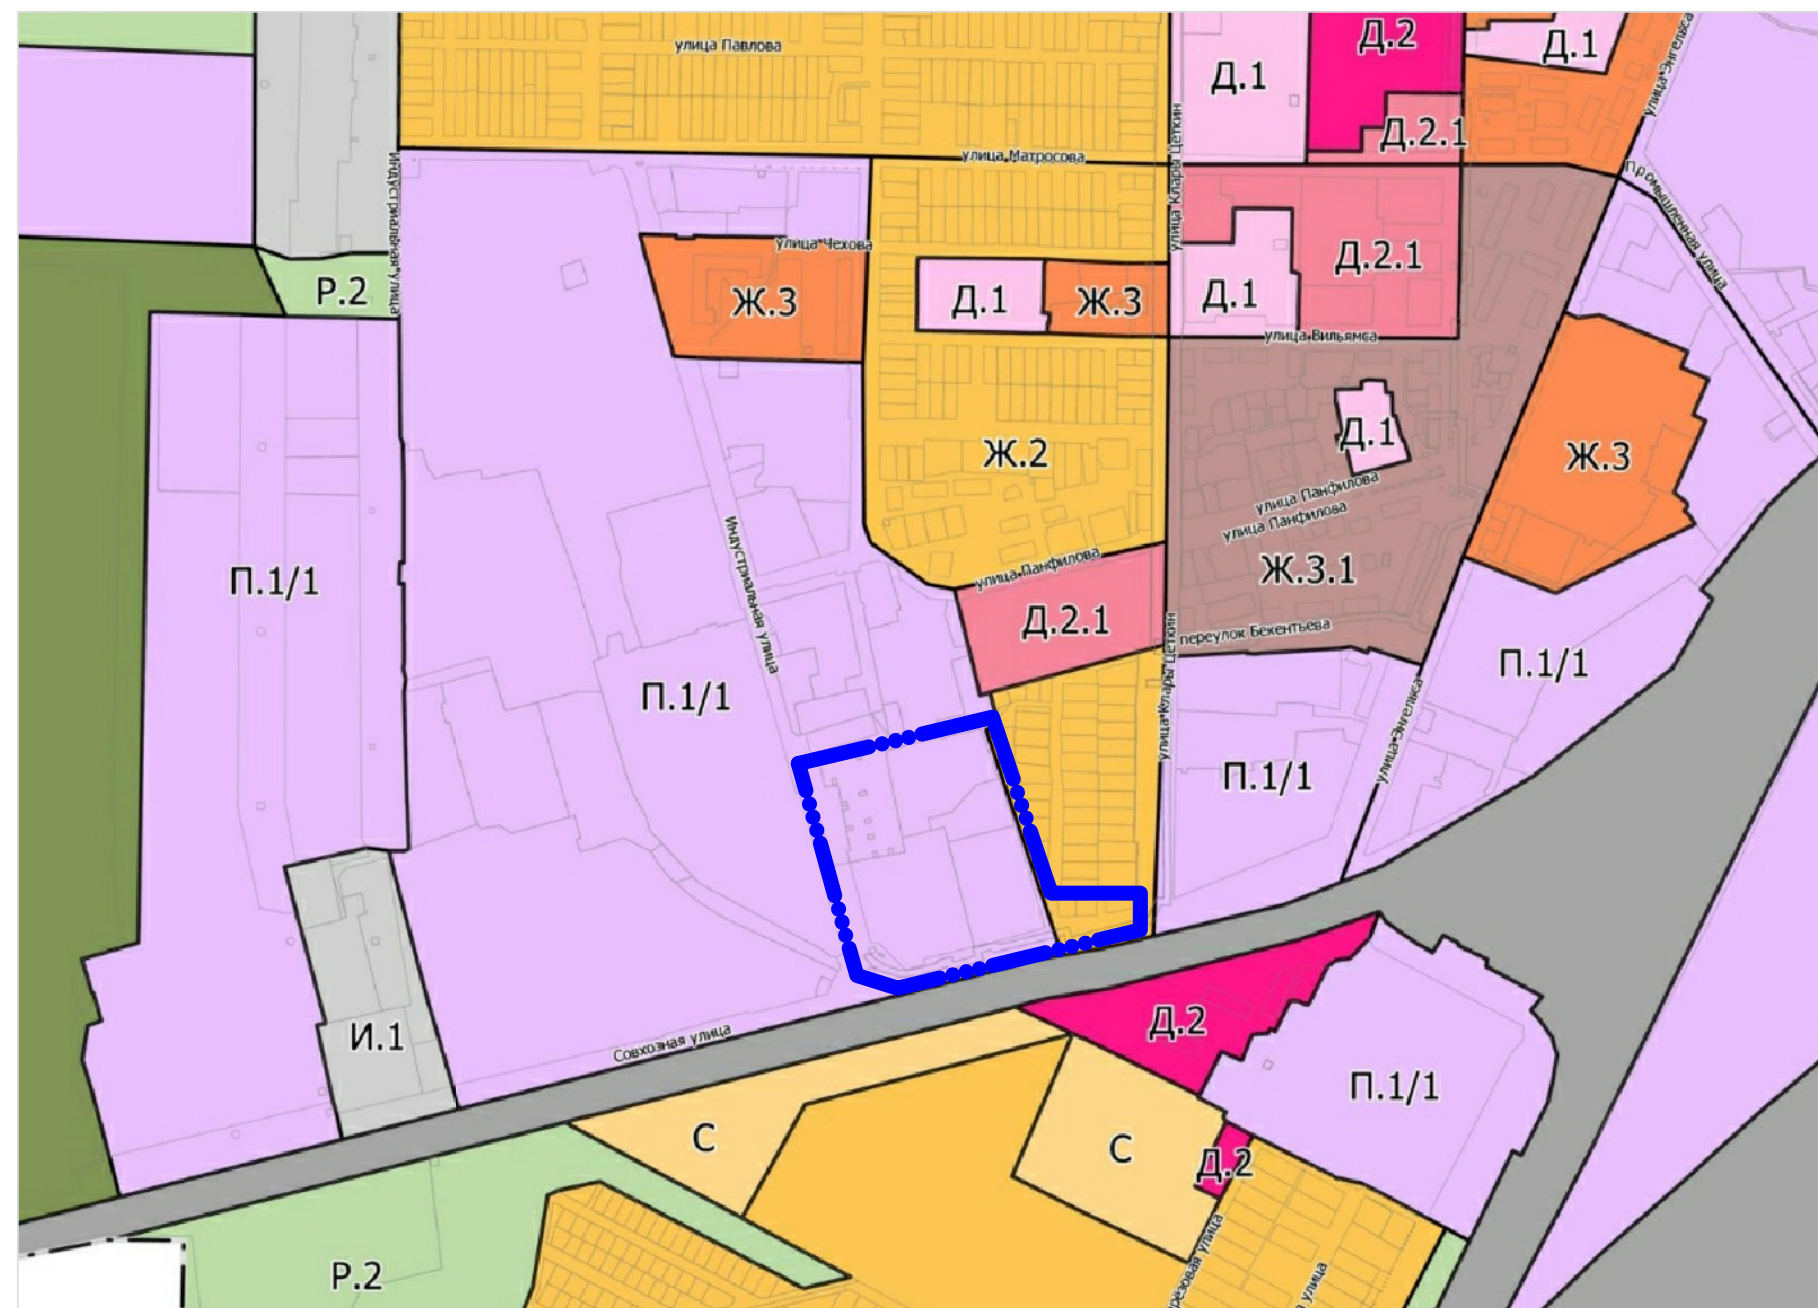 улица Павлова
Д.1
Д.2
Д.1
улица Энгельса
Д.2.1
улица Матросова
улица Клары Цеткин
Индустриальная улица
Промышленная улица
улица Чехова
Р.2
Ж.3
Д.1
Ж.3
Д.1
Д.2.1
улица Вильямса
Д.1
Ж.2
Ж.3
улица Панфилова
улица Панфилова
Индустриальная улица
П.1/1
улица Панфилова
Ж.3.1
Д.2.1
переулок Бекентьева
улица Клары Цеткин
П.1/1
П.1/1
улица Энгельса
П.1/1
И.1
Совхозная улица
Д.2
П.1/1
С
С
Д.2
Р.2
улица